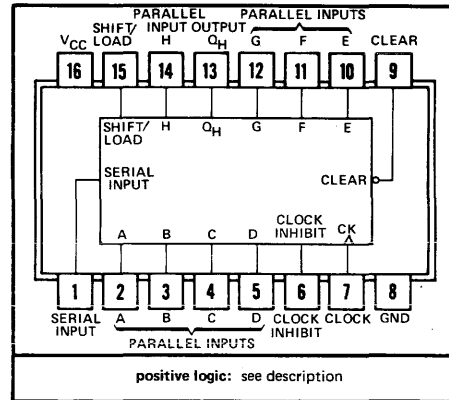 PARALLEL PARALLEL INPUTS
SHIFT/ INPUT OUTPUT
VCC LOAD H QH G F E CLEAR
16 15 14 13 12 11 10 9
SHIFT/ H QH G F E
LOAD
SERIAL
INPUT
CLEAR
CLOCK
A B C D INHIBIT CK
1 2 3 4 5 6 7 8
SERIAL A B C D CLOCK CLOCK GND
INPUT INHIBIT
PARALLEL INPUTS
positive logic: see description